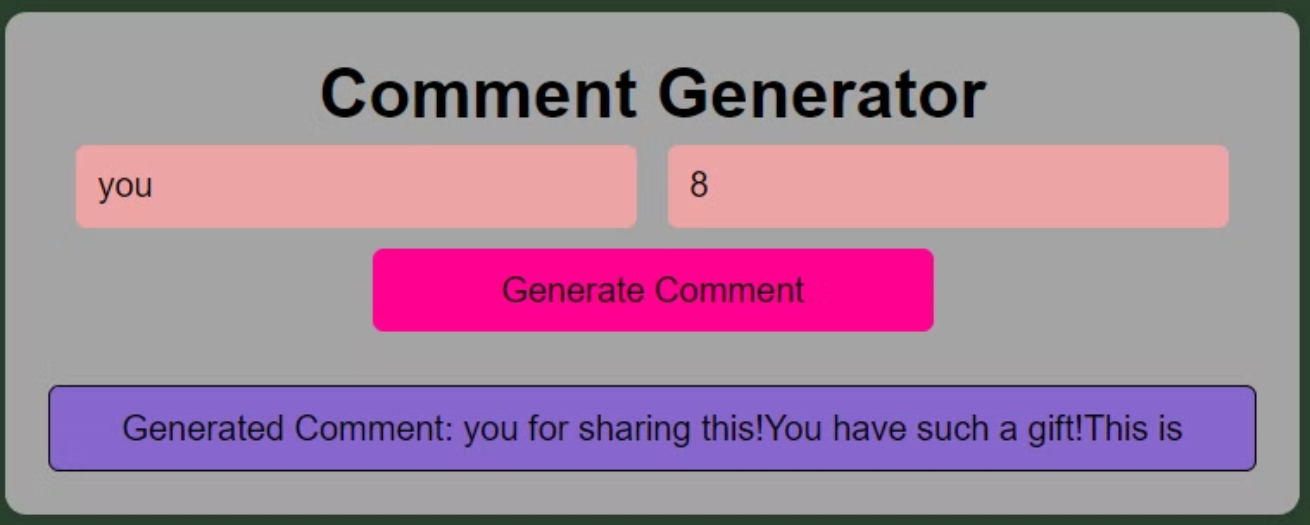 Comment Generator
you
8
Generate Comment
Generated Comment: you for sharing this!You have such a gift!This is